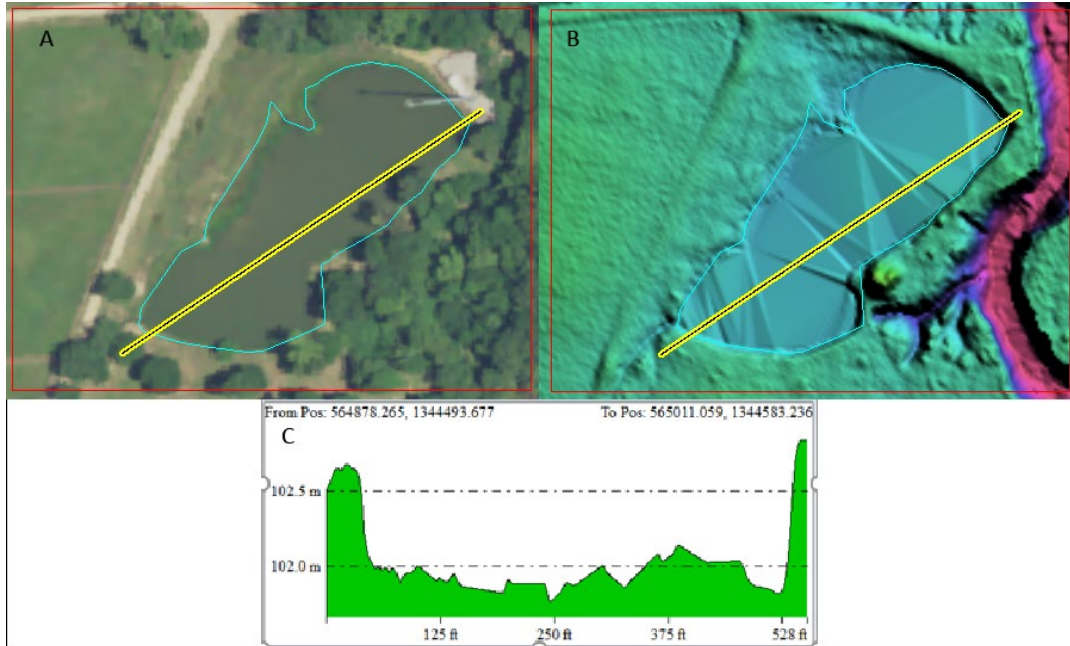 A
B
From Pos: 564878.265, 1344493.677 To Pos: 565011.059, 1344583.236
C
102.5 m
102.0 m
125 ft 250 ft 375 ft 528 ft